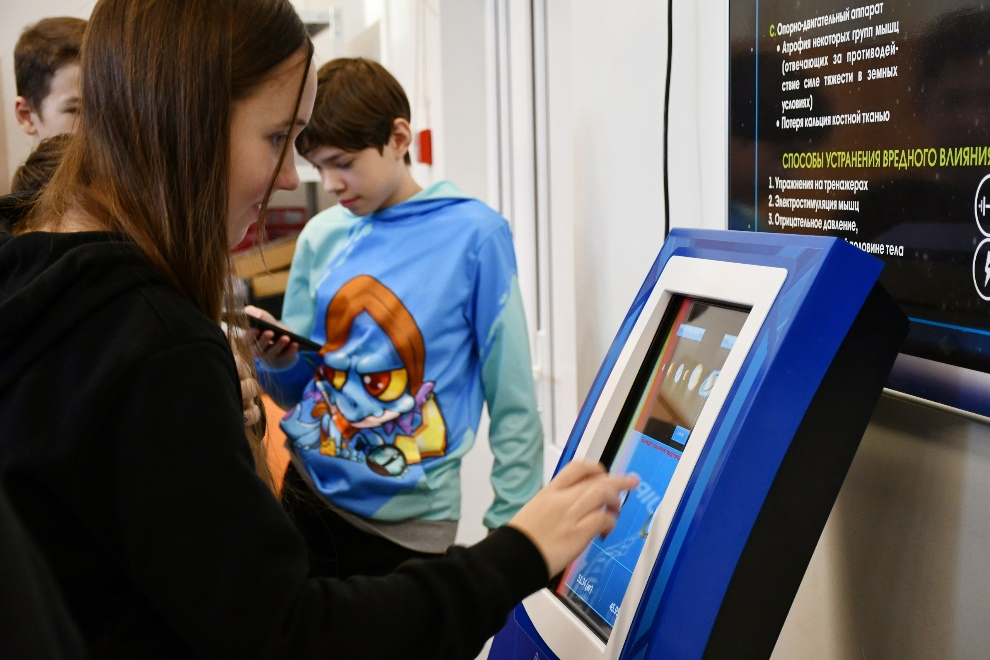 С. Опорно-двигательный аппарат
• Атрофия некоторых групп мышц
(отвечающих за противодей-
ствие силе тяжести в земных
условиях)
• Потеря кальция костной тканью
СПОСОБЫ УСТРАНЕНИЯ ВРЕДНОГО ВЛИЯНИЯ
1. Упражнения на тренажерах
2. Электростимуляция мышц
3. Отрицательное давление,
половине тела